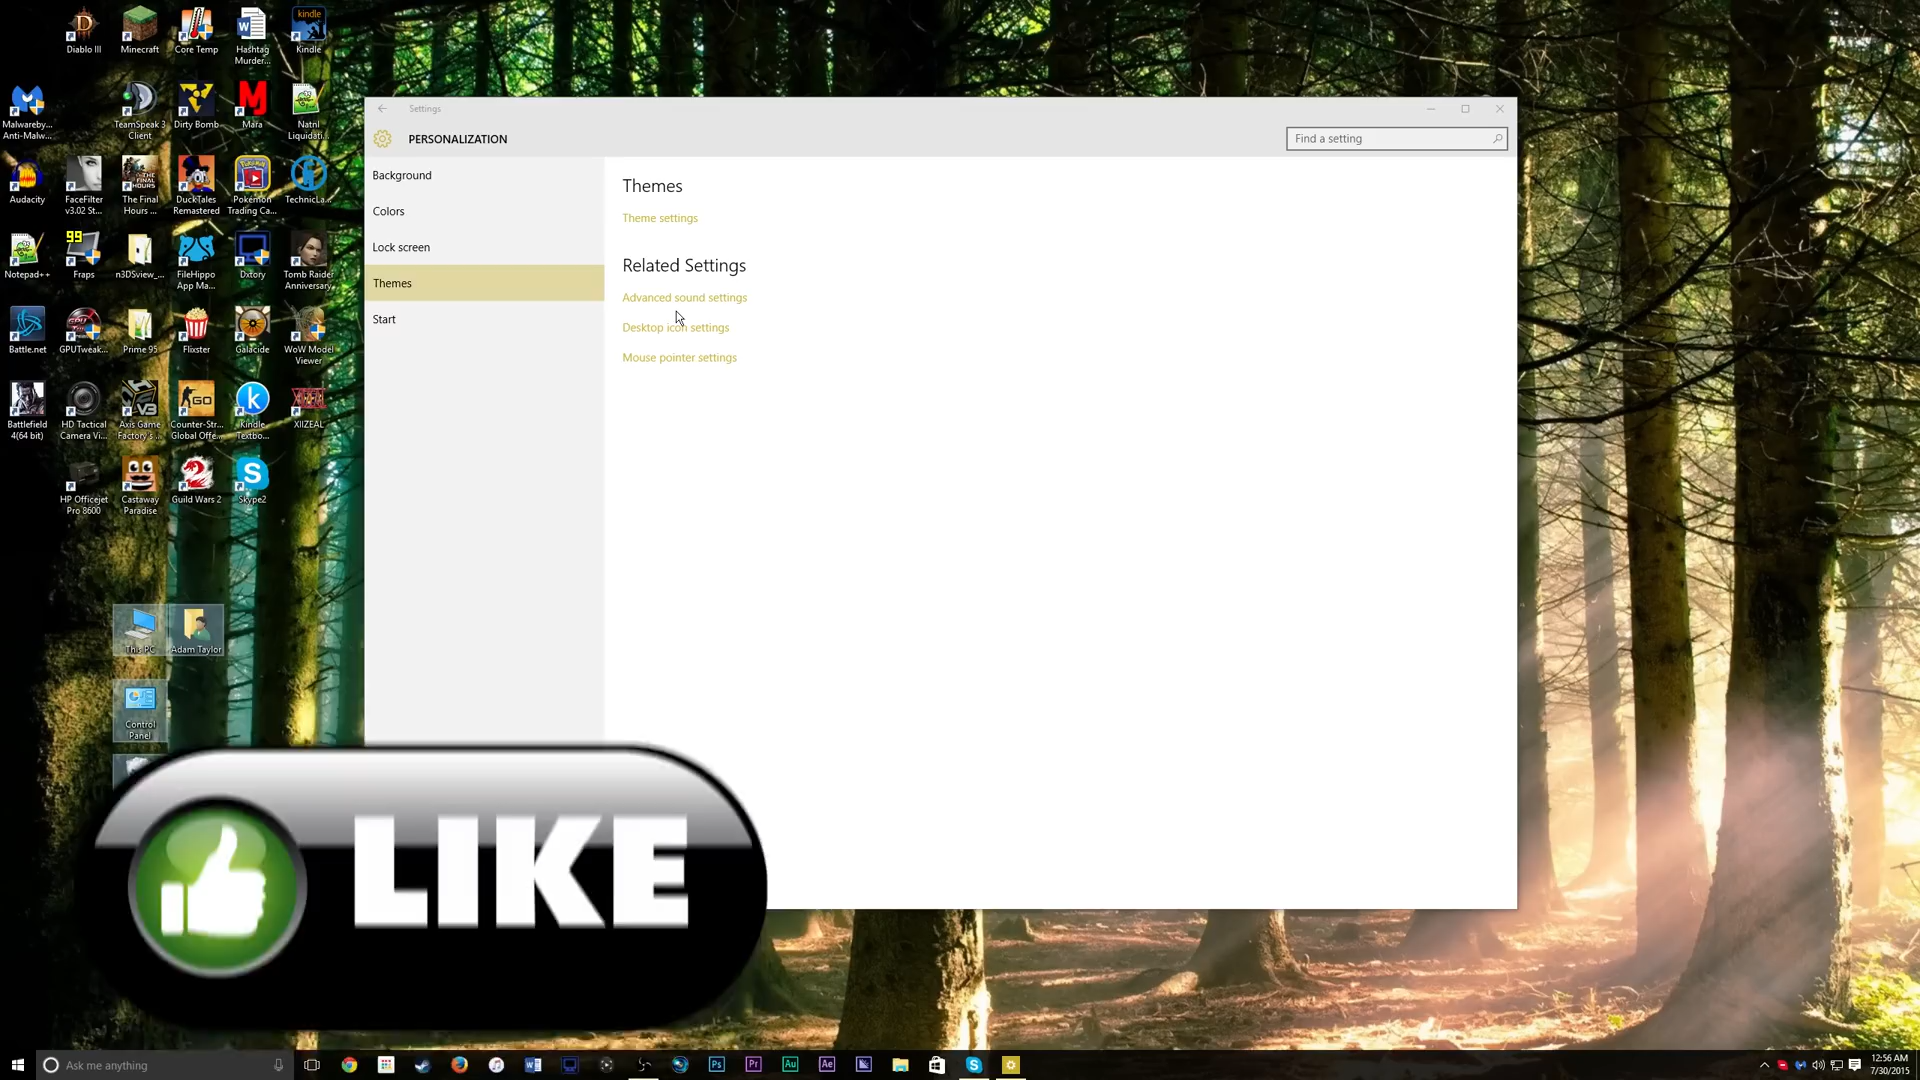 Diablo III
Minecraft
Core Temp
Hashtag
Murder...
kindle
Kindle
Malwareby...
Anti-Malw...
TeamSpeak 3
Client
Dirty Bomb
Mara
Natnl
Liquidati...
Audacity
FaceFilter
v3.02 St...
The Final
Hours ...
DuckTales
Remastered
Pokémon
Trading Ca...
TechnicLa...
Notepad++
99
Fraps
n3DSview_...
FileHippo
App Ma...
Dxtory
Tomb Raider
Anniversary
Battle.net
GPUTweak...
Prime 95
Flixster
Galacide
WoW Model
Viewer
Battlefield
4(64 bit)
HD Tactical
Camera Vi...
Axis Game
Factory's ...
Counter-Str...
Global Offe...
Kindle
Textbo...
XIIZEAL
HP Officejet
Pro 8600
Castaway
Paradise
Guild Wars 2
Skype2
This PC
Adam Taylor
Control
Panel
Settings
PERSONALIZATION
Find a setting
Background
Colors
Lock screen
Themes
Start
Themes
Theme settings
Related Settings
Advanced sound settings
Desktop icon settings
Mouse pointer settings
LIKE
Ask me anything
Ps
Pr
Au
Ae
12:56 AM
7/30/2015